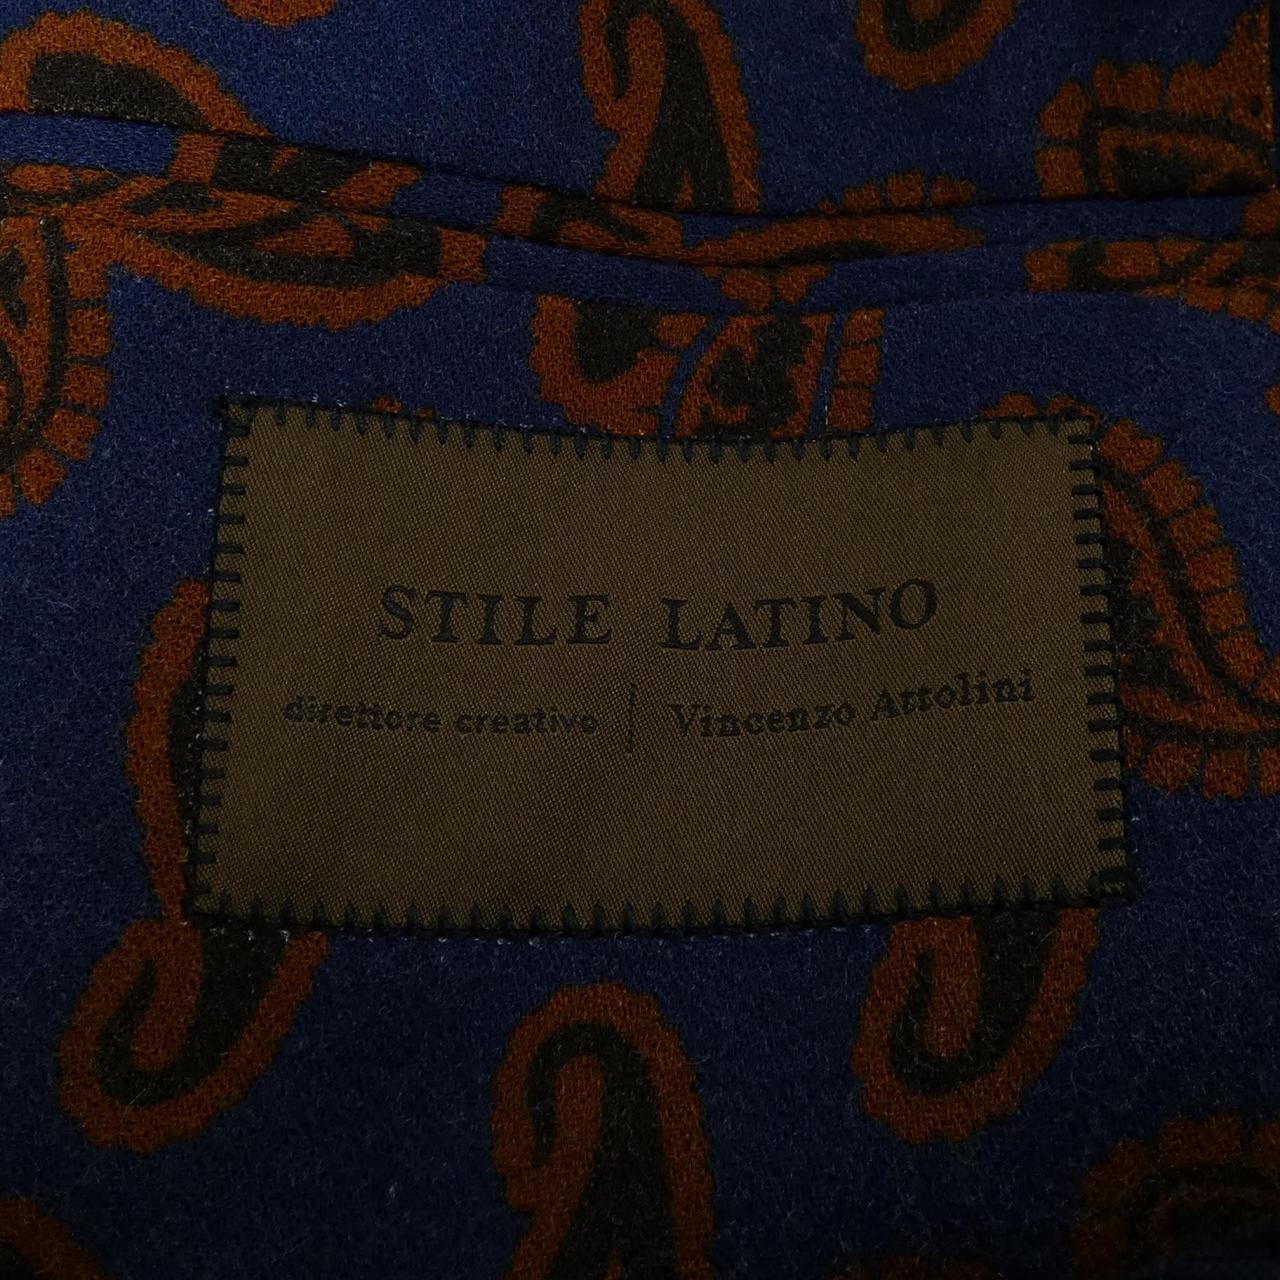 STILE LATINO
direttore creativo | Vincenzo Attolini